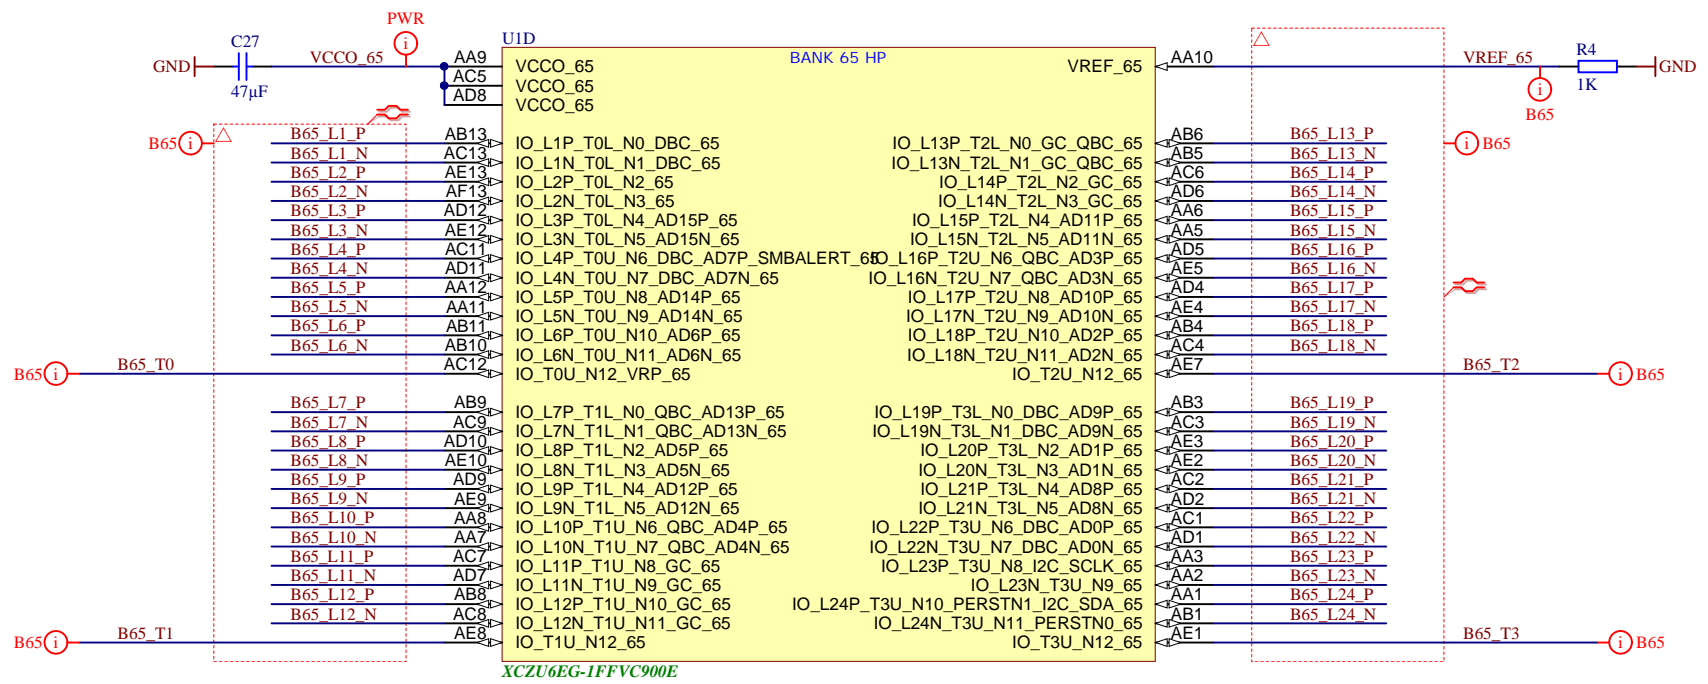 PWR
C27
U1D
BANK 65 HP
R4
GND VCCO_65 AA9 VCCO_65 VREF_65 AA10 VREF_65 GND
47µF AC5 VCCO_65 1K
AD8 VCCO_65 B65
B65 B65_L1_P AB13 IO_L1P_T0L_N0_DBC_65 IO_L13P_T2L_N0_GC_QBC_65 AB6 B65_L13_P B65
B65_L1_N AC13 IO_L1N_T0L_N1_DBC_65 IO_L13N_T2L_N1_GC_QBC_65 AB5 B65_L13_N
B65_L2_P AE13 IO_L2P_T0L_N2_65 IO_L14P_T2L_N2_GC_65 AC6 B65_L14_P
B65_L2_N AF13 IO_L2N_T0L_N3_65 IO_L14N_T2L_N3_GC_65 AD6 B65_L14_N
B65_L3_P AD12 IO_L3P_T0L_N4_AD15P_65 IO_L15P_T2L_N4_AD11P_65 AA6 B65_L15_P
B65_L3_N AE12 IO_L3N_T0L_N5_AD15N_65 IO_L15N_T2L_N5_AD11N_65 AA5 B65_L15_N
B65_L4_P AC11 IO_L4P_T0U_N6_DBC_AD7P_SMBALERT_65 IO_L16P_T2U_N6_QBC_AD3P_65 AD5 B65_L16_P
B65_L4_N AD11 IO_L4N_T0U_N7_DBC_AD7N_65 IO_L16N_T2U_N7_QBC_AD3N_65 AE5 B65_L16_N
B65_L5_P AA12 IO_L5P_T0U_N8_AD14P_65 IO_L17P_T2U_N8_AD10P_65 AD4 B65_L17_P
B65_L5_N AA11 IO_L5N_T0U_N9_AD14N_65 IO_L17N_T2U_N9_AD10N_65 AE4 B65_L17_N
B65_L6_P AB11 IO_L6P_T0U_N10_AD6P_65 IO_L18P_T2U_N10_AD2P_65 AB4 B65_L18_P
B65_L6_N AB10 IO_L6N_T0U_N11_AD6N_65 IO_L18N_T2U_N11_AD2N_65 AC4 B65_L18_N
B65 B65_T0 AC12 IO_T0U_N12_VRP_65 IO_T2U_N12_65 AE7 B65_T2 B65
B65_L7_P AB9 IO_L7P_T1L_N0_QBC_AD13P_65 IO_L19P_T3L_N0_DBC_AD9P_65 AB3 B65_L19_P
B65_L7_N AC9 IO_L7N_T1L_N1_QBC_AD13N_65 IO_L19N_T3L_N1_DBC_AD9N_65 AC3 B65_L19_N
B65_L8_P AD10 IO_L8P_T1L_N2_AD5P_65 IO_L20P_T3L_N2_AD1P_65 AE3 B65_L20_P
B65_L8_N AE10 IO_L8N_T1L_N3_AD5N_65 IO_L20N_T3L_N3_AD1N_65 AE2 B65_L20_N
B65_L9_P AD9 IO_L9P_T1L_N4_AD12P_65 IO_L21P_T3L_N4_AD8P_65 AC2 B65_L21_P
B65_L9_N AE9 IO_L9N_T1L_N5_AD12N_65 IO_L21N_T3L_N5_AD8N_65 AD2 B65_L21_N
B65_L10_P AA8 IO_L10P_T1U_N6_QBC_AD4P_65 IO_L22P_T3U_N6_DBC_AD0P_65 AC1 B65_L22_P
B65_L10_N AA7 IO_L10N_T1U_N7_QBC_AD4N_65 IO_L22N_T3U_N7_DBC_AD0N_65 AD1 B65_L22_N
B65_L11_P AC7 IO_L11P_T1U_N8_GC_65 IO_L23P_T3U_N8_I2C_SCLK_65 AA3 B65_L23_P
B65_L11_N AD7 IO_L11N_T1U_N9_GC_65 IO_L23N_T3U_N9_65 AA2 B65_L23_N
B65_L12_P AB8 IO_L12P_T1U_N10_GC_65 IO_L24P_T3U_N10_PERSTN1_I2C_SDA_65 AA1 B65_L24_P
B65_L12_N AC8 IO_L12N_T1U_N11_GC_65 IO_L24N_T3U_N11_PERSTN0_65 AB1 B65_L24_N
B65 B65_T1 AE8 IO_T1U_N12_65 IO_T3U_N12_65 AE1 B65_T3 B65
XCZU6EG-1FFVC900E